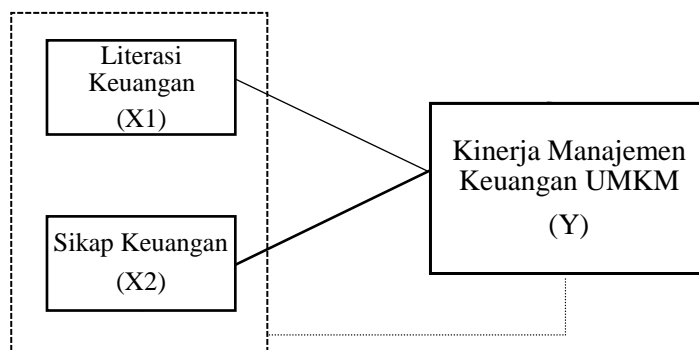 Literasi
Keuangan
(X1)
Sikap Keuangan
(X2)
Kinerja Manajemen
Keuangan UMKM
(Y)